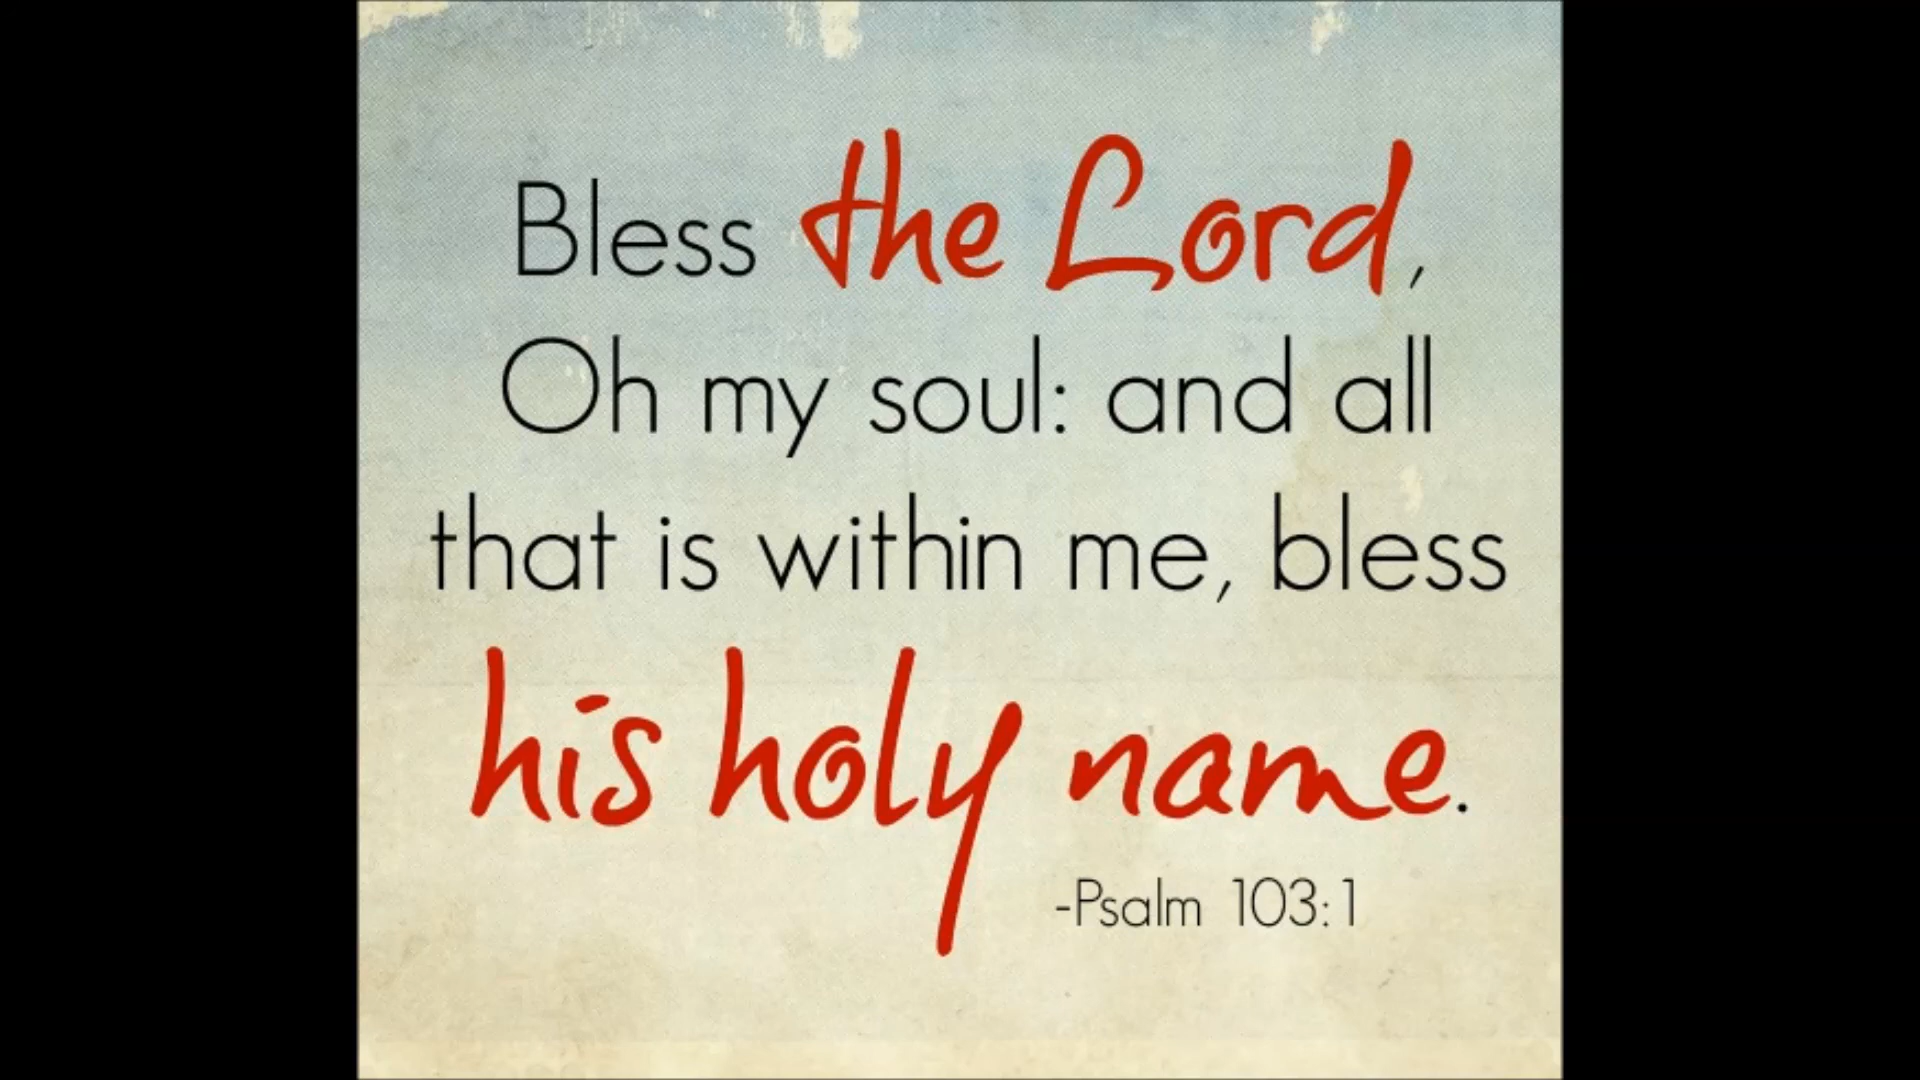 Bless the Lord,
Oh my soul: and all
that is within me, bless
his holy name.
-Psalm 103:1